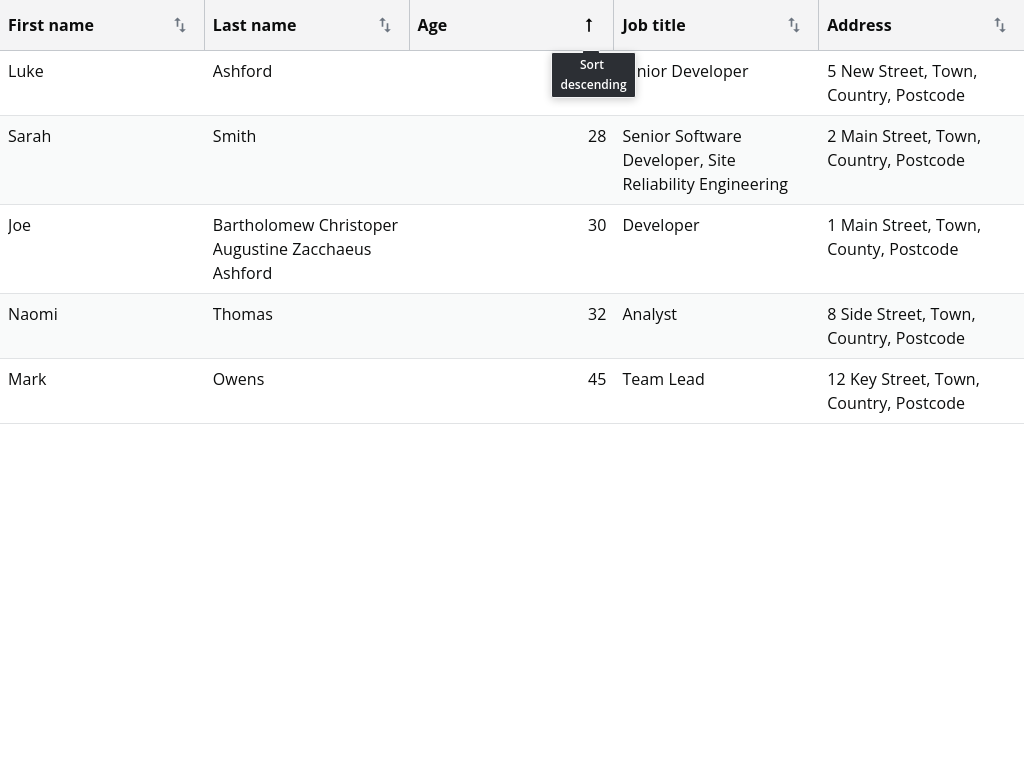 First name
Last name
Age
Job title
Address
Sort
descending
Luke
Ashford
Developer
5 New Street, Town,
Country, Postcode
Sarah
Smith
28
Senior Software
Developer, Site
Reliability Engineering
2 Main Street, Town,
Country, Postcode
Joe
Bartholomew Christoper
Augustine Zacchaeus
Ashford
30
Developer
1 Main Street, Town,
County, Postcode
Naomi
Thomas
32
Analyst
8 Side Street, Town,
Country, Postcode
Mark
Owens
45
Team Lead
12 Key Street, Town,
Country, Postcode